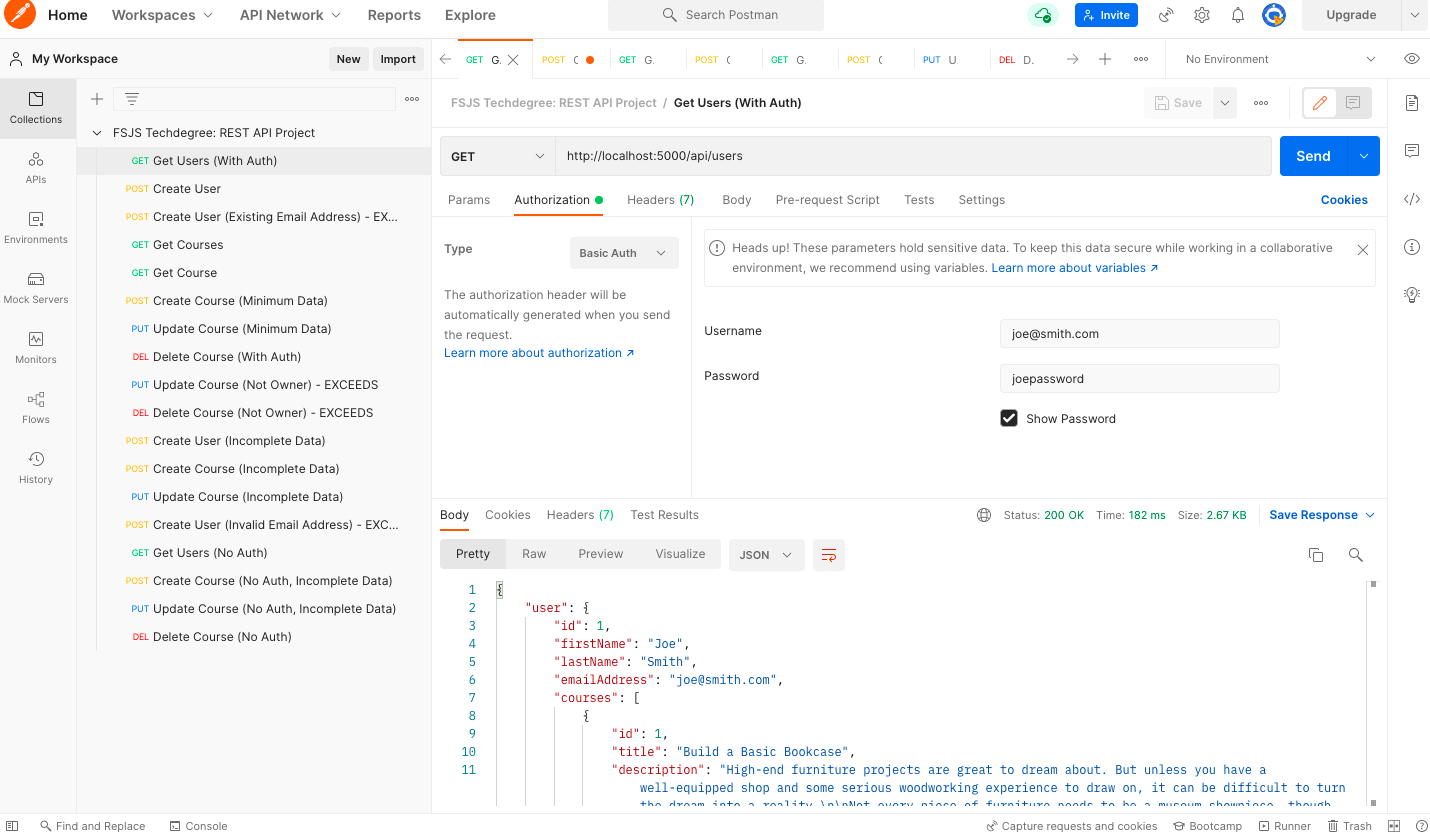 Home Workspaces API Network Reports Explore Search Postman Invite Upgrade
My Workspace New Import GET G. POST C GET G. POST C GET G. POST C PUT U DEL D. No Environment
Collections
APIs
Environments
Mock Servers
Monitors
Flows
History
FSJS Techdegree: REST API Project
GET Get Users (With Auth)
POST Create User
POST Create User (Existing Email Address) - EX...
GET Get Courses
GET Get Course
POST Create Course (Minimum Data)
PUT Update Course (Minimum Data)
DEL Delete Course (With Auth)
PUT Update Course (Not Owner) - EXCEEDS
DEL Delete Course (Not Owner) - EXCEEDS
POST Create User (Incomplete Data)
POST Create Course (Incomplete Data)
PUT Update Course (Incomplete Data)
POST Create User (Invalid Email Address) - EXC...
GET Get Users (No Auth)
POST Create Course (No Auth, Incomplete Data)
PUT Update Course (No Auth, Incomplete Data)
DEL Delete Course (No Auth)
FSJS Techdegree: REST API Project / Get Users (With Auth) Save
GET http://localhost:5000/api/users Send
Params Authorization Headers (7) Body Pre-request Script Tests Settings Cookies
Type Basic Auth
The authorization header will be
automatically generated when you send
the request.
Learn more about authorization ↗
Heads up! These parameters hold sensitive data. To keep this data secure while working in a collaborative
environment, we recommend using variables. Learn more about variables ↗
Username joe@smith.com
Password joepassword
Show Password
Body Cookies Headers (7) Test Results Status: 200 OK Time: 182 ms Size: 2.67 KB Save Response
Pretty Raw Preview Visualize JSON
1 {
2 "user": {
3 "id": 1,
4 "firstName": "Joe",
5 "lastName": "Smith",
6 "emailAddress": "joe@smith.com",
7 "courses": [
8 {
9 "id": 1,
10 "title": "Build a Basic Bookcase",
11 "description": "High-end furniture projects are great to dream about. But unless you have a
well-equipped shop and some serious woodworking experience to draw on, it can be difficult to turn
the dream into a reality.\n\nNot every piece of furniture needs to be a museum showpiece, though.
Find and Replace Console Capture requests and cookies Bootcamp Runner Trash